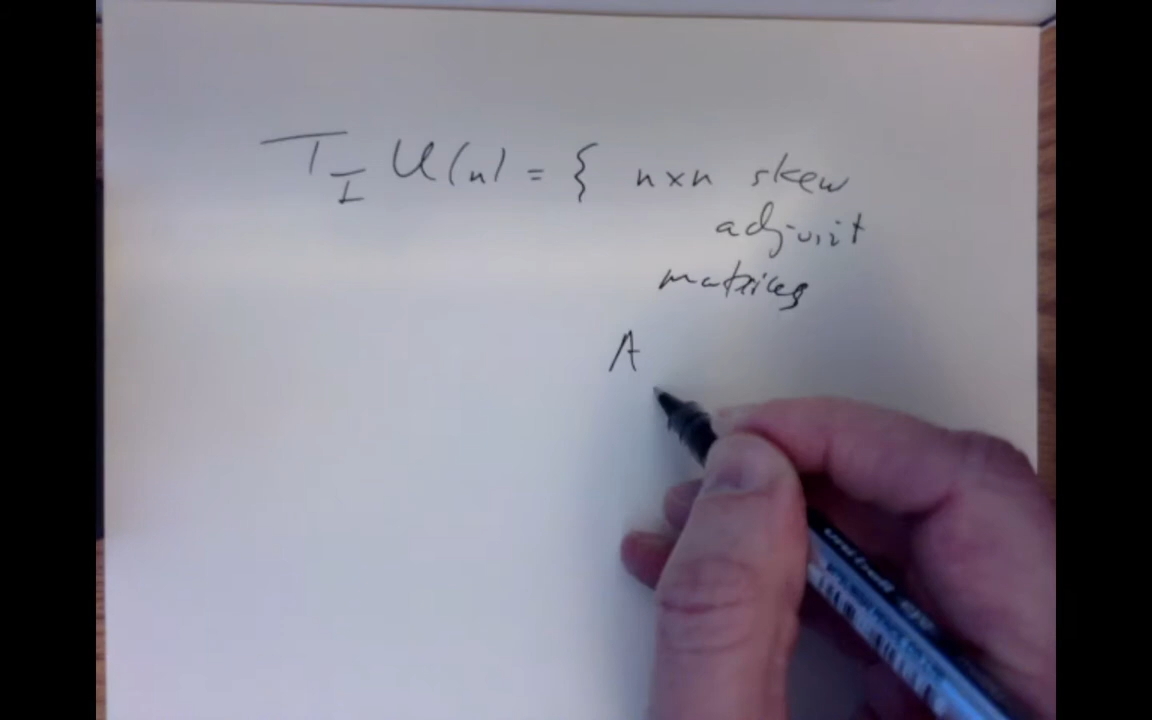 T_I U(n) = { n×n skew
adjoint
matrices
A